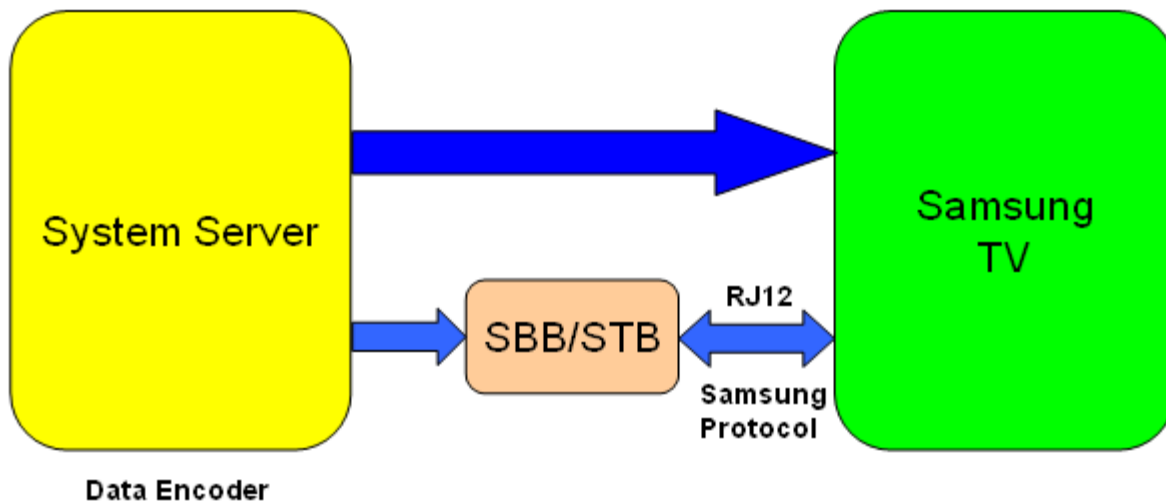 System Server
Samsung
TV
SBB/STB
RJ12
Samsung
Protocol
Data Encoder